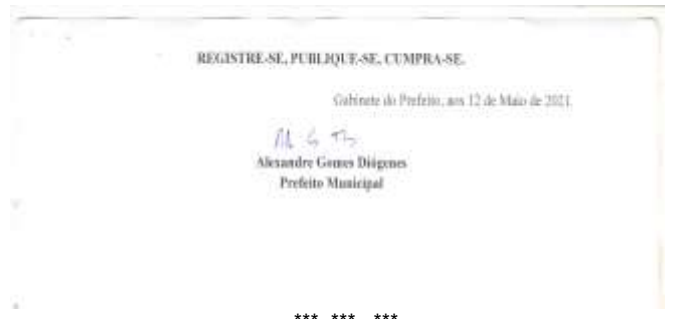 REGISTRE-SE, PUBLIQUE-SE, CUMPRA-SE.
Gabinete do Prefeito, aos 12 de Maio de 2021.
Alexandre Gomes Diógenes
Prefeito Municipal
*** *** ***